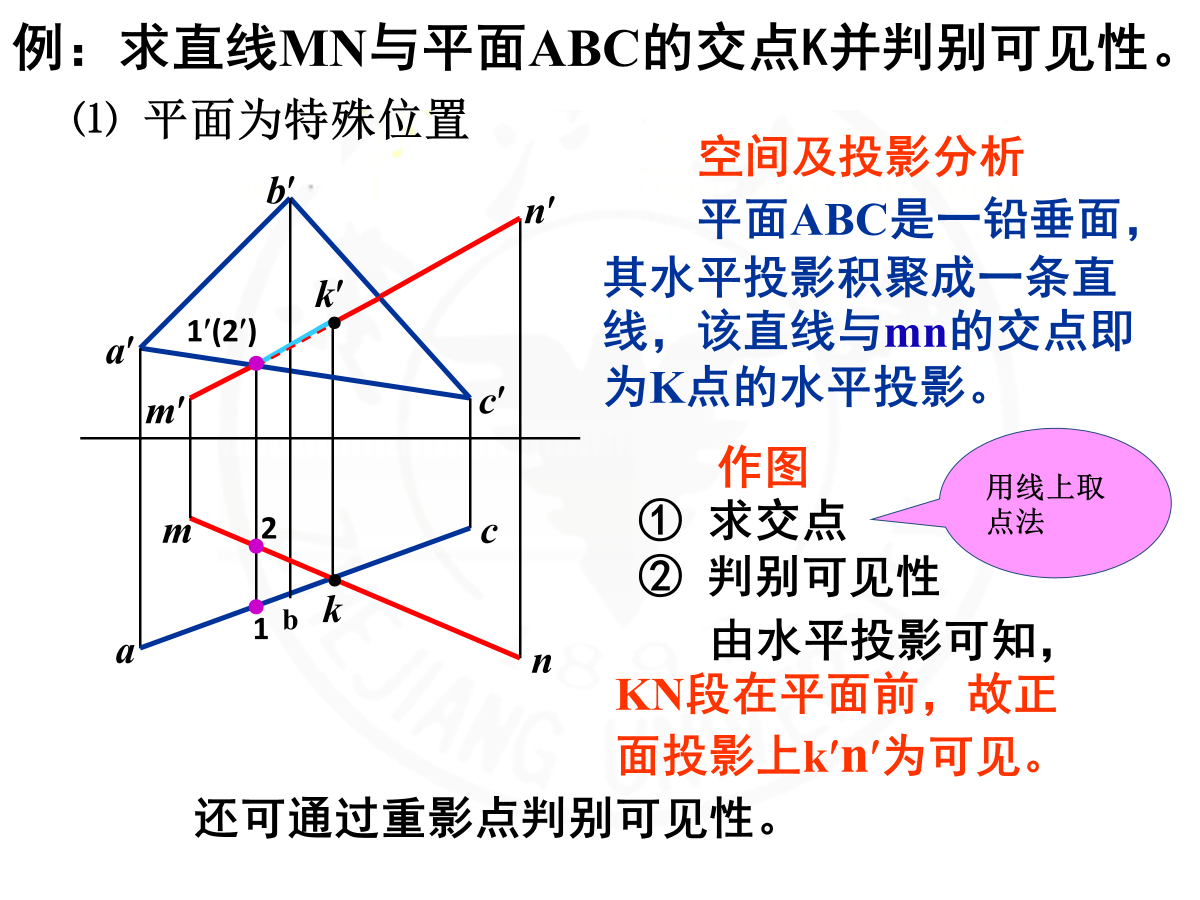 例：求直线MN与平面ABC的交点K并判别可见性。
⑴ 平面为特殊位置
空间及投影分析
平面ABC是一铅垂面，
其水平投影积聚成一条直
线，该直线与mn的交点即
为K点的水平投影。
b′
n′
k′
1′(2′)
a′
m′
c′
m
2
c
1
b
k
a
n
作图
① 求交点
② 判别可见性
用线上取
点法
由水平投影可知，
KN段在平面前，故正
面投影上k′n′为可见。
还可通过重影点判别可见性。